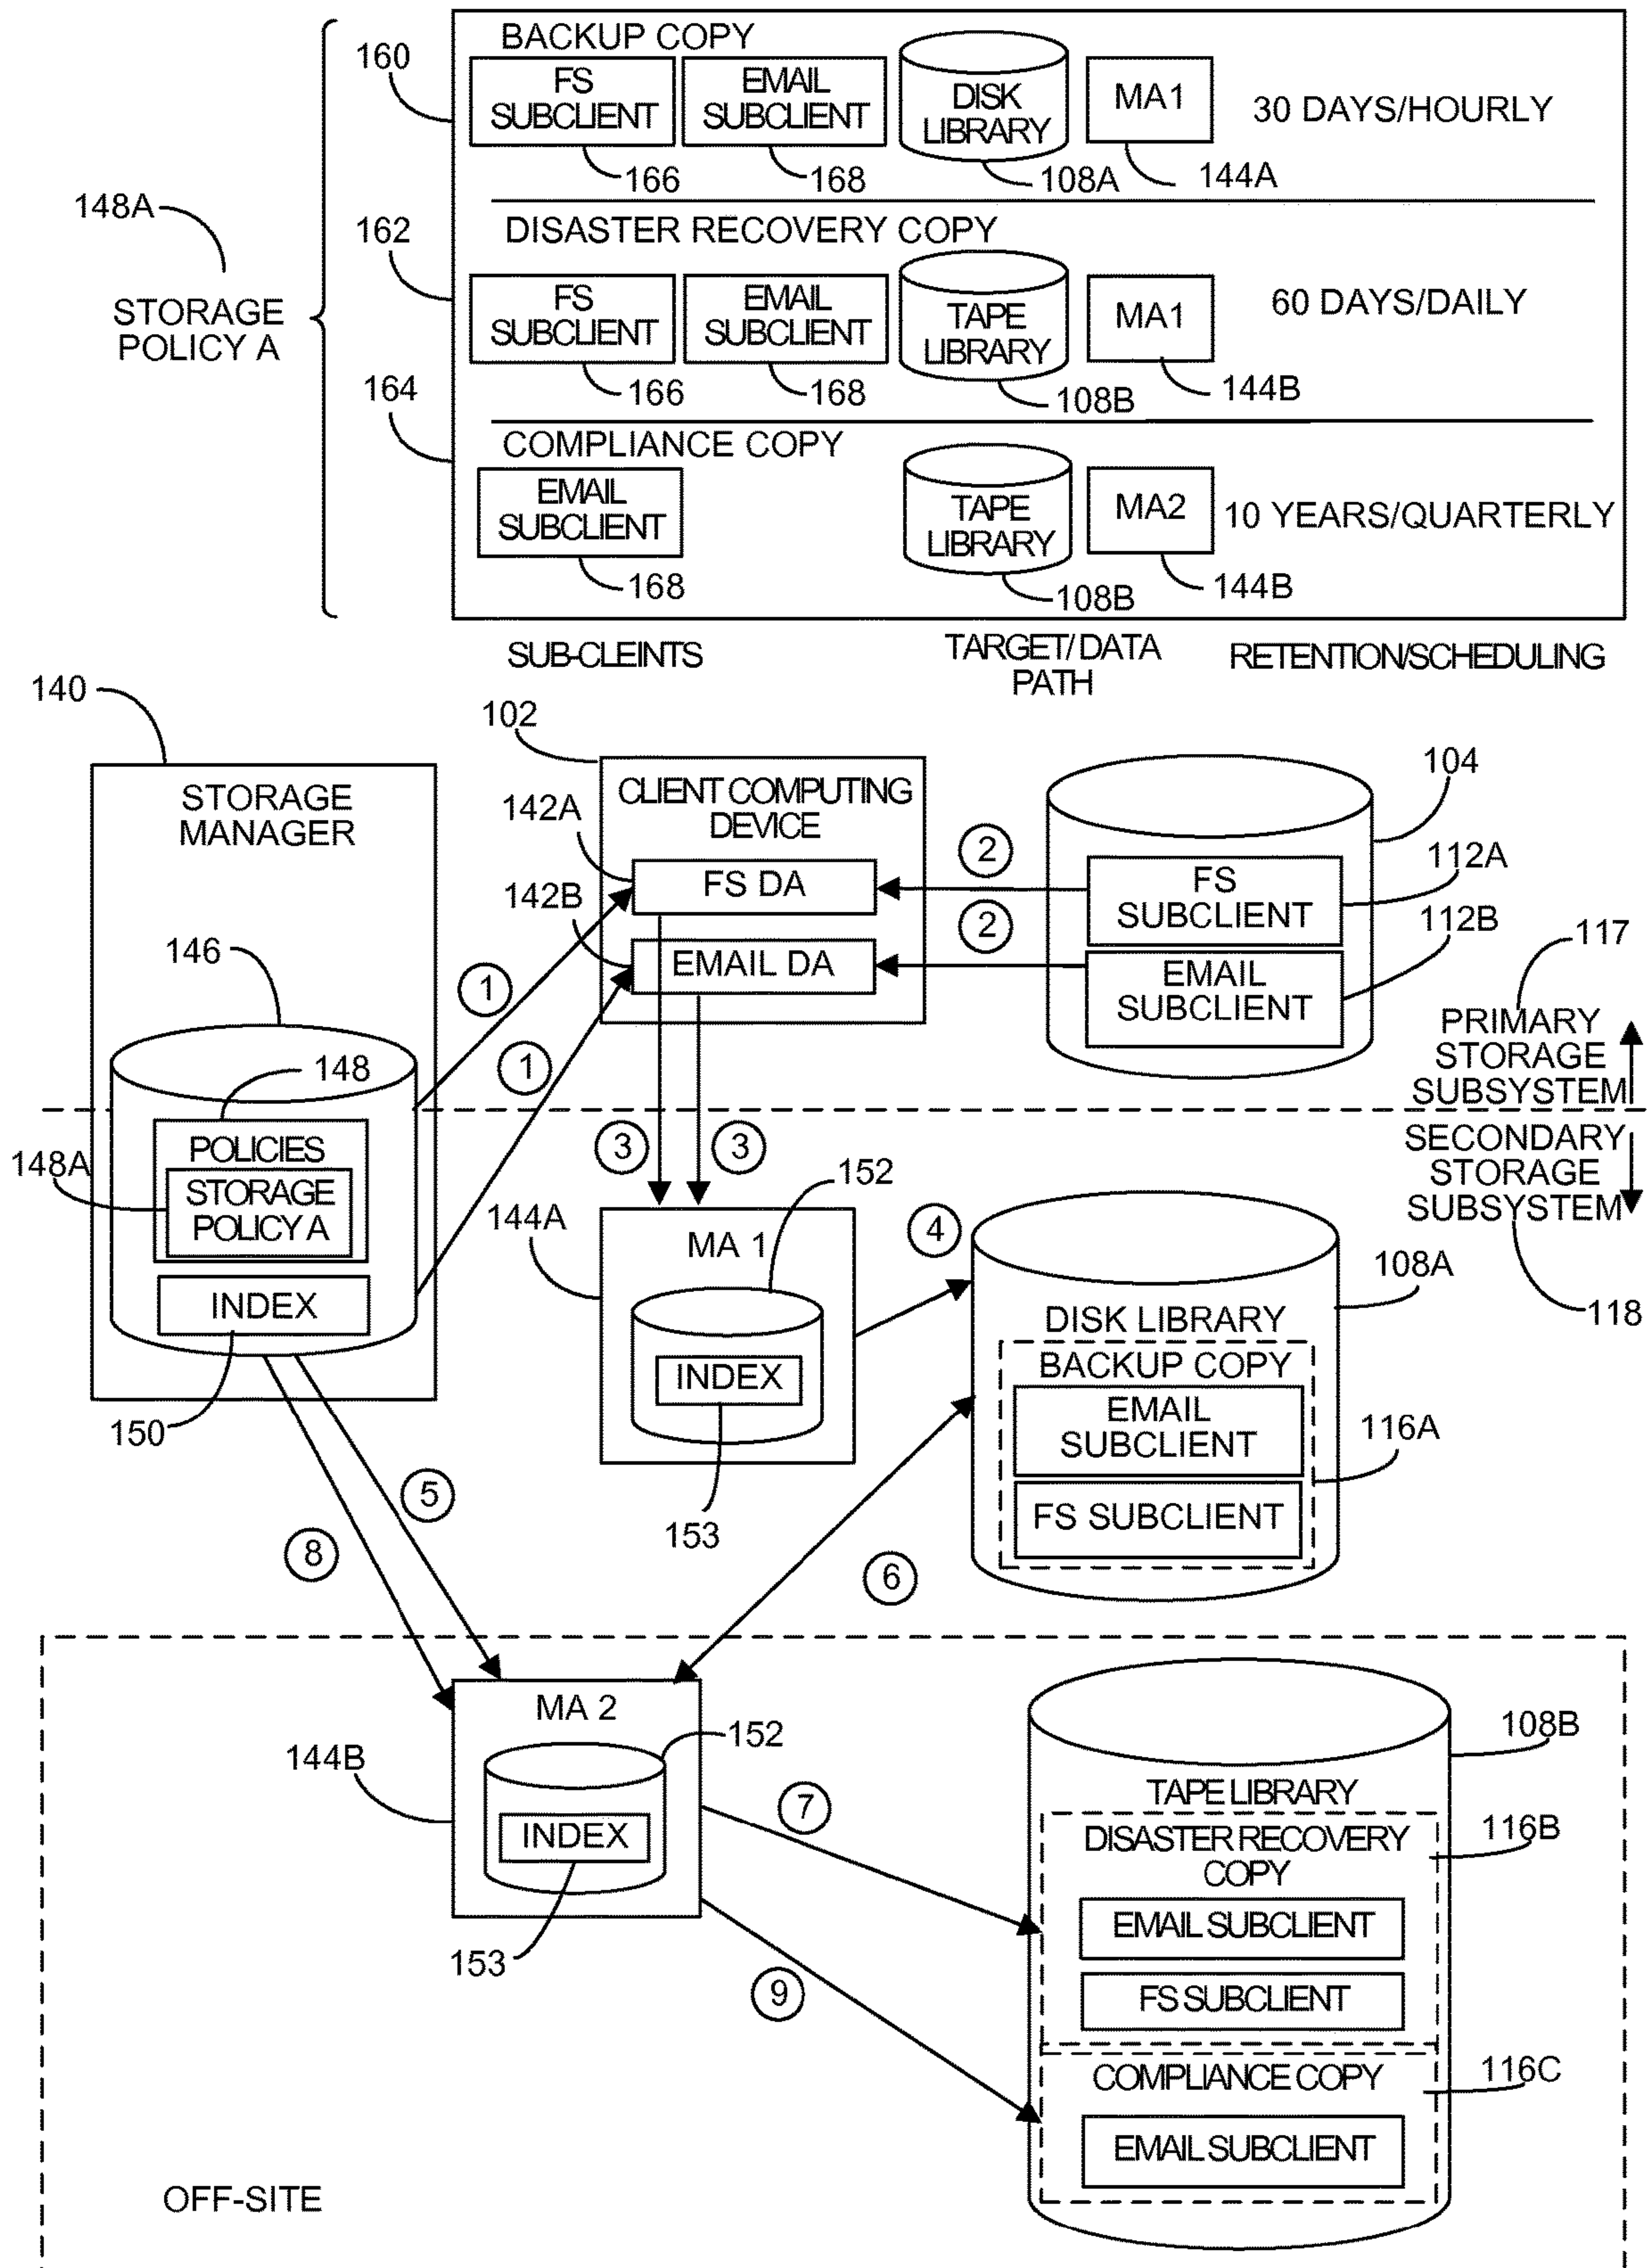 BACKUP COPY
160
FS
SUBCLIENT
EMAIL
SUBCLIENT
DISK
LIBRARY
MA1
30 DAYS/HOURLY
166
168
108A
144A
148A
STORAGE
POLICY A
162
DISASTER RECOVERY COPY
FS
SUBCLIENT
EMAIL
SUBCLIENT
TAPE
LIBRARY
MA1
60 DAYS/DAILY
166
168
108B
144B
164
COMPLIANCE COPY
EMAIL
SUBCLIENT
TAPE
LIBRARY
MA2
10 YEARS/QUARTERLY
168
108B
144B
SUB-CLEINTS
TARGET/DATA
PATH
RETENTION/SCHEDULING
140
STORAGE
MANAGER
102
CLIENT COMPUTING
DEVICE
142A
FS DA
142B
EMAIL DA
2
2
104
FS
SUBCLIENT
112A
EMAIL
SUBCLIENT
112B
117
PRIMARY
STORAGE
SUBSYSTEM
SECONDARY
STORAGE
SUBSYSTEM
118
146
1
1
148
POLICIES
148A
STORAGE
POLICY A
INDEX
150
3
3
152
144A
MA 1
INDEX
153
4
108A
DISK LIBRARY
BACKUP COPY
EMAIL
SUBCLIENT
FS SUBCLIENT
116A
5
8
6
MA 2
152
144B
INDEX
153
7
9
108B
TAPE LIBRARY
DISASTER RECOVERY
COPY
116B
EMAIL SUBCLIENT
FS SUBCLIENT
COMPLIANCE COPY
116C
EMAIL SUBCLIENT
OFF-SITE